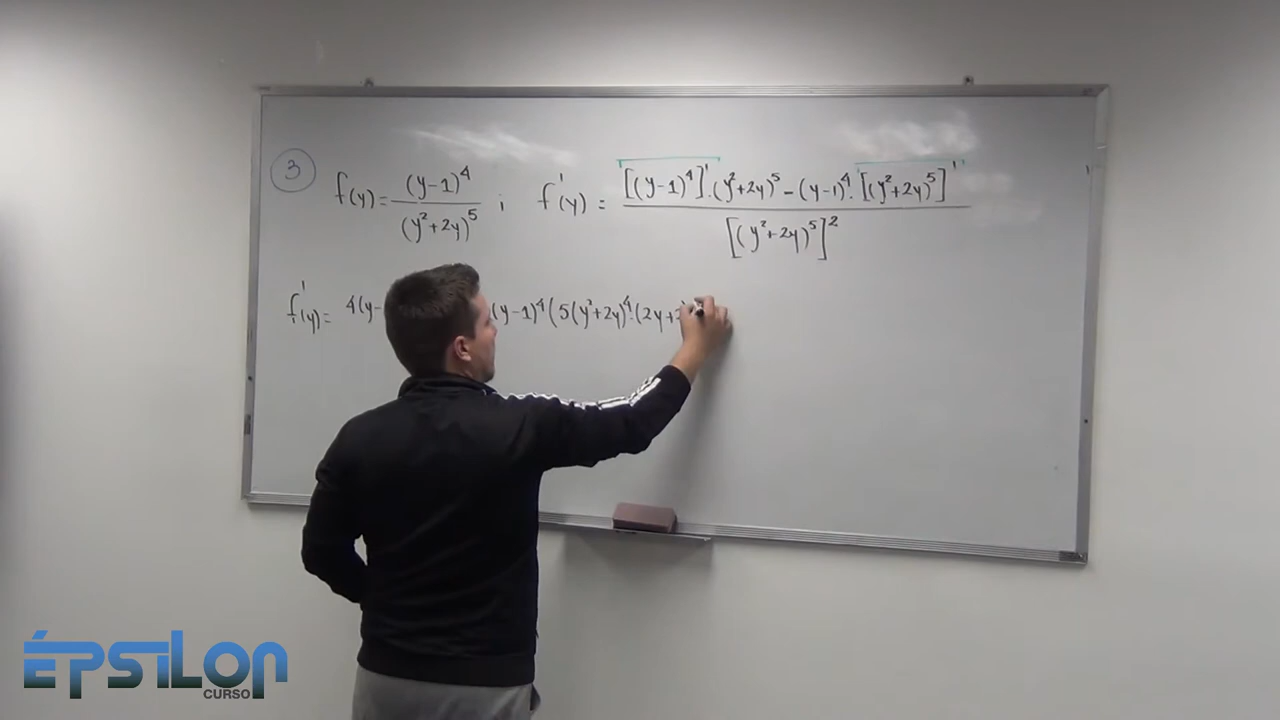 3
f(y) = (y-1)⁴ / (y²+2y)⁵ ; f'(y) = [(y-1)⁴]'.(y²+2y)⁵ - (y-1)⁴.[(y²+2y)⁵]' / [(y²+2y)⁵]²
f'(y) = 4(y- (y-1)⁴(5(y²+2y)⁴.(2y+2
ÉPSILON
CURSO